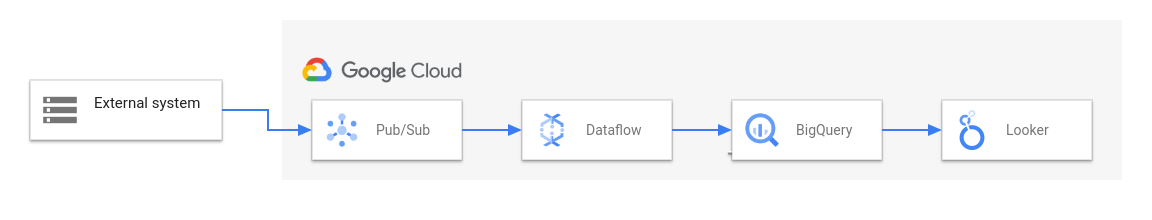 Google Cloud
External system
Pub/Sub
Dataflow
BigQuery
Looker